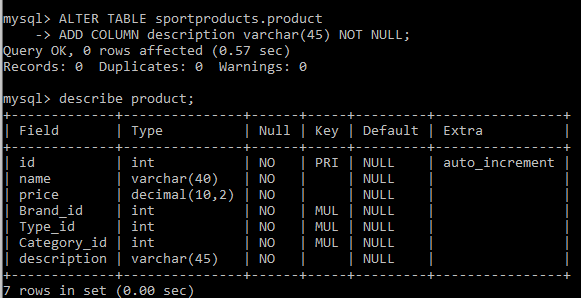 mysql> ALTER TABLE sportproducts.product
    -> ADD COLUMN description varchar(45) NOT NULL;
Query OK, 0 rows affected (0.57 sec)
Records: 0  Duplicates: 0  Warnings: 0

mysql> describe product;
+-------------+---------------+------+-----+---------+----------------+
| Field       | Type          | Null | Key | Default | Extra          |
+-------------+---------------+------+-----+---------+----------------+
| id          | int           | NO   | PRI | NULL    | auto_increment |
| name        | varchar(40)   | NO   |     | NULL    |                |
| price       | decimal(10,2) | NO   |     | NULL    |                |
| Brand_id    | int           | NO   | MUL | NULL    |                |
| Type_id     | int           | NO   | MUL | NULL    |                |
| Category_id | int           | NO   | MUL | NULL    |                |
| description | varchar(45)   | NO   |     | NULL    |                |
+-------------+---------------+------+-----+---------+----------------+
7 rows in set (0.00 sec)